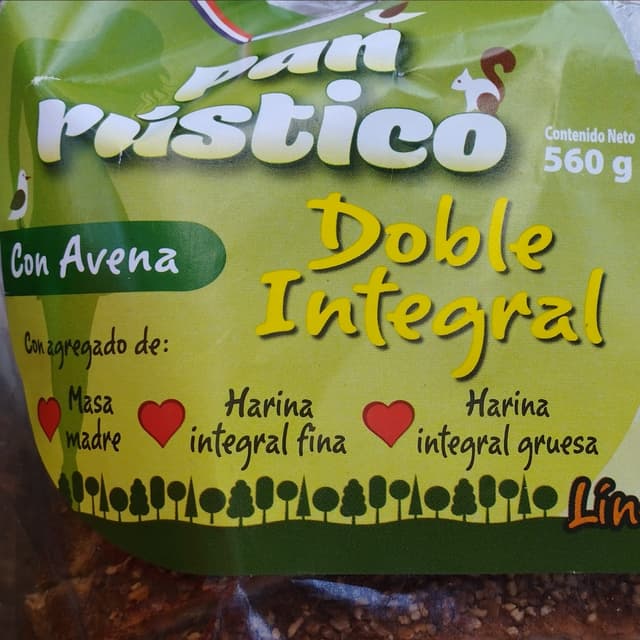 pan
rústico
Contenido Neto
560 g
Con Avena
Doble
Integral
Con agregado de:
Masa
madre
Harina
integral fina
Harina
integral gruesa